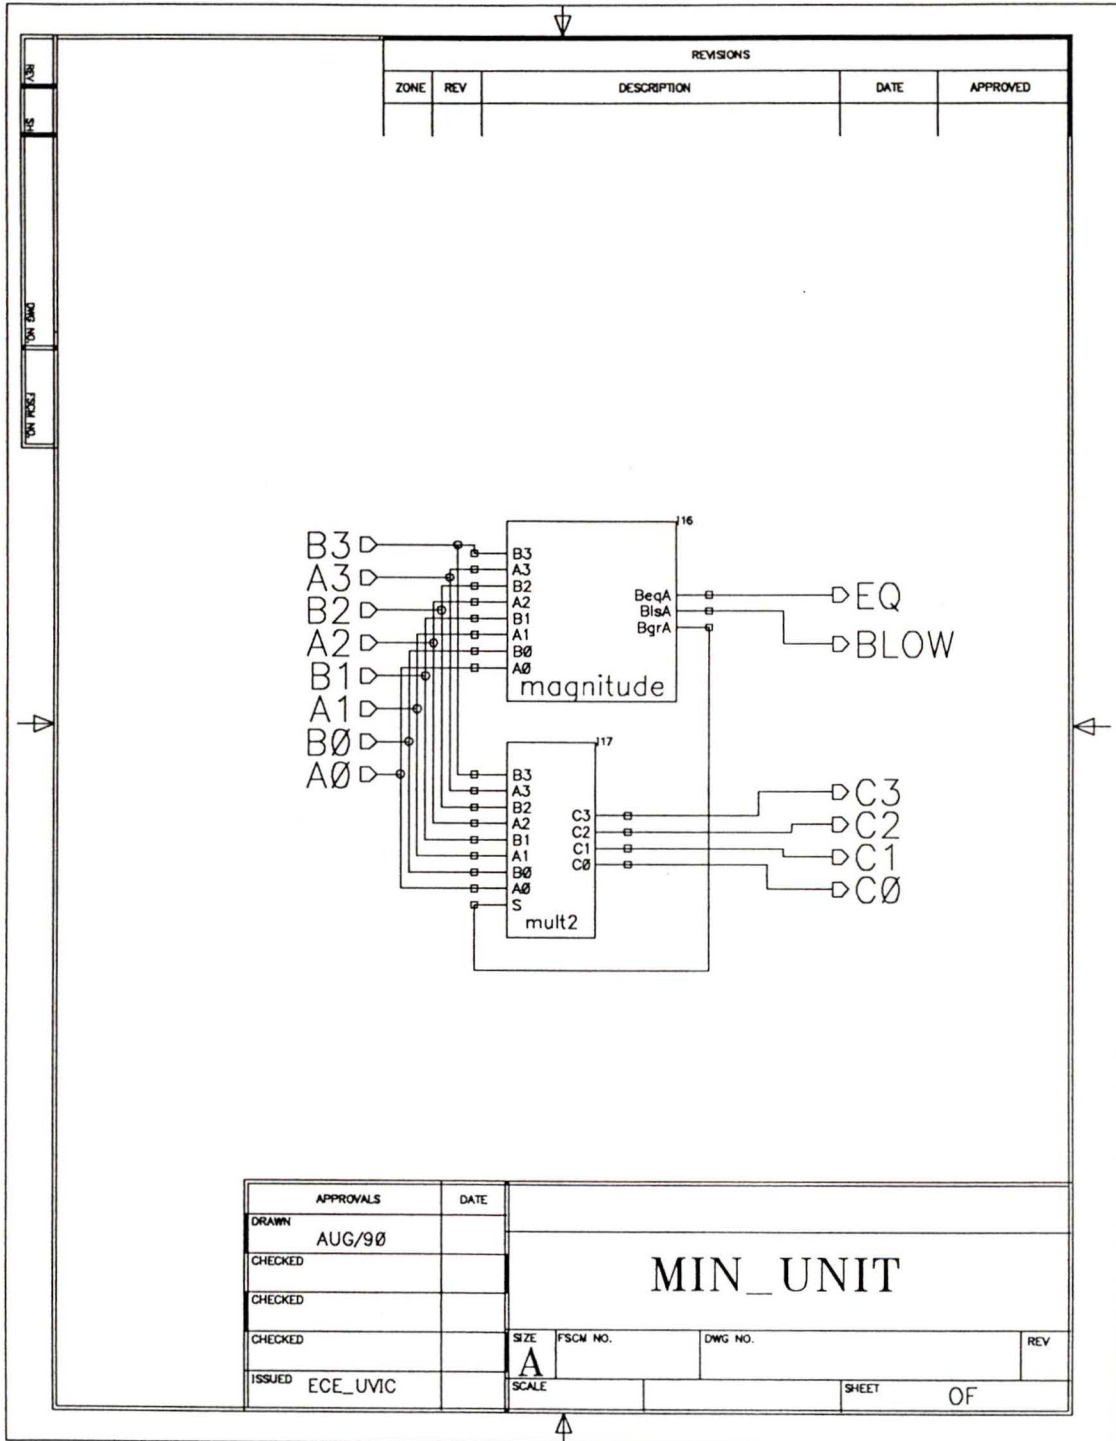 REVISIONS
ZONE REV DESCRIPTION DATE APPROVED
REV
SH
DWG NO.
FSCM NO.
I16
B3
A3
B2
A2
B1
A1
BØ
AØ
B3
A3
B2
A2
B1
A1
BØ
AØ
BeqA
BlsA
BgrA
magnitude
EQ
BLOW
I17
B3
A3
B2
A2
B1
A1
BØ
AØ
S
C3
C2
C1
CØ
mult2
C3
C2
C1
CØ
APPROVALS DATE
DRAWN
AUG/9Ø
CHECKED
CHECKED
CHECKED
ISSUED ECE_UVIC
MIN_UNIT
SIZE FSCM NO. DWG NO. REV
A
SCALE SHEET OF